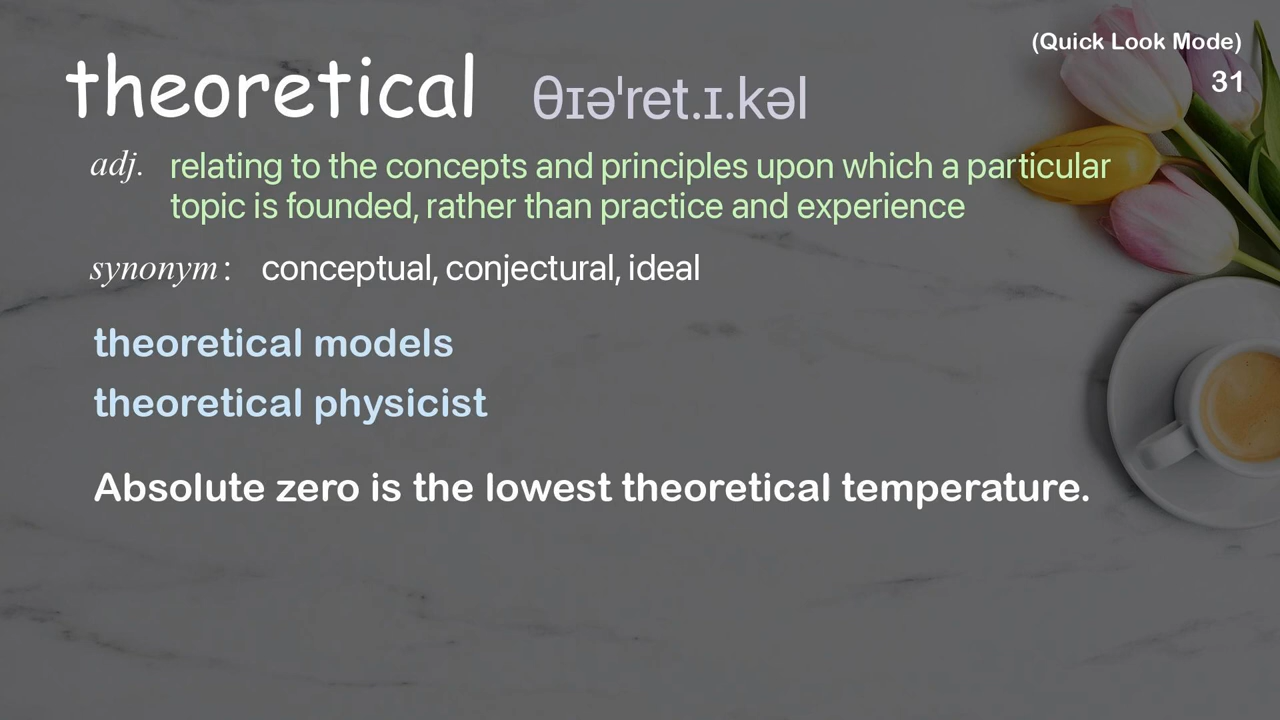 (Quick Look Mode)
31
theoretical θɪəˈret.ɪ.kəl
adj. relating to the concepts and principles upon which a particular
topic is founded, rather than practice and experience
synonym: conceptual, conjectural, ideal
theoretical models
theoretical physicist
Absolute zero is the lowest theoretical temperature.